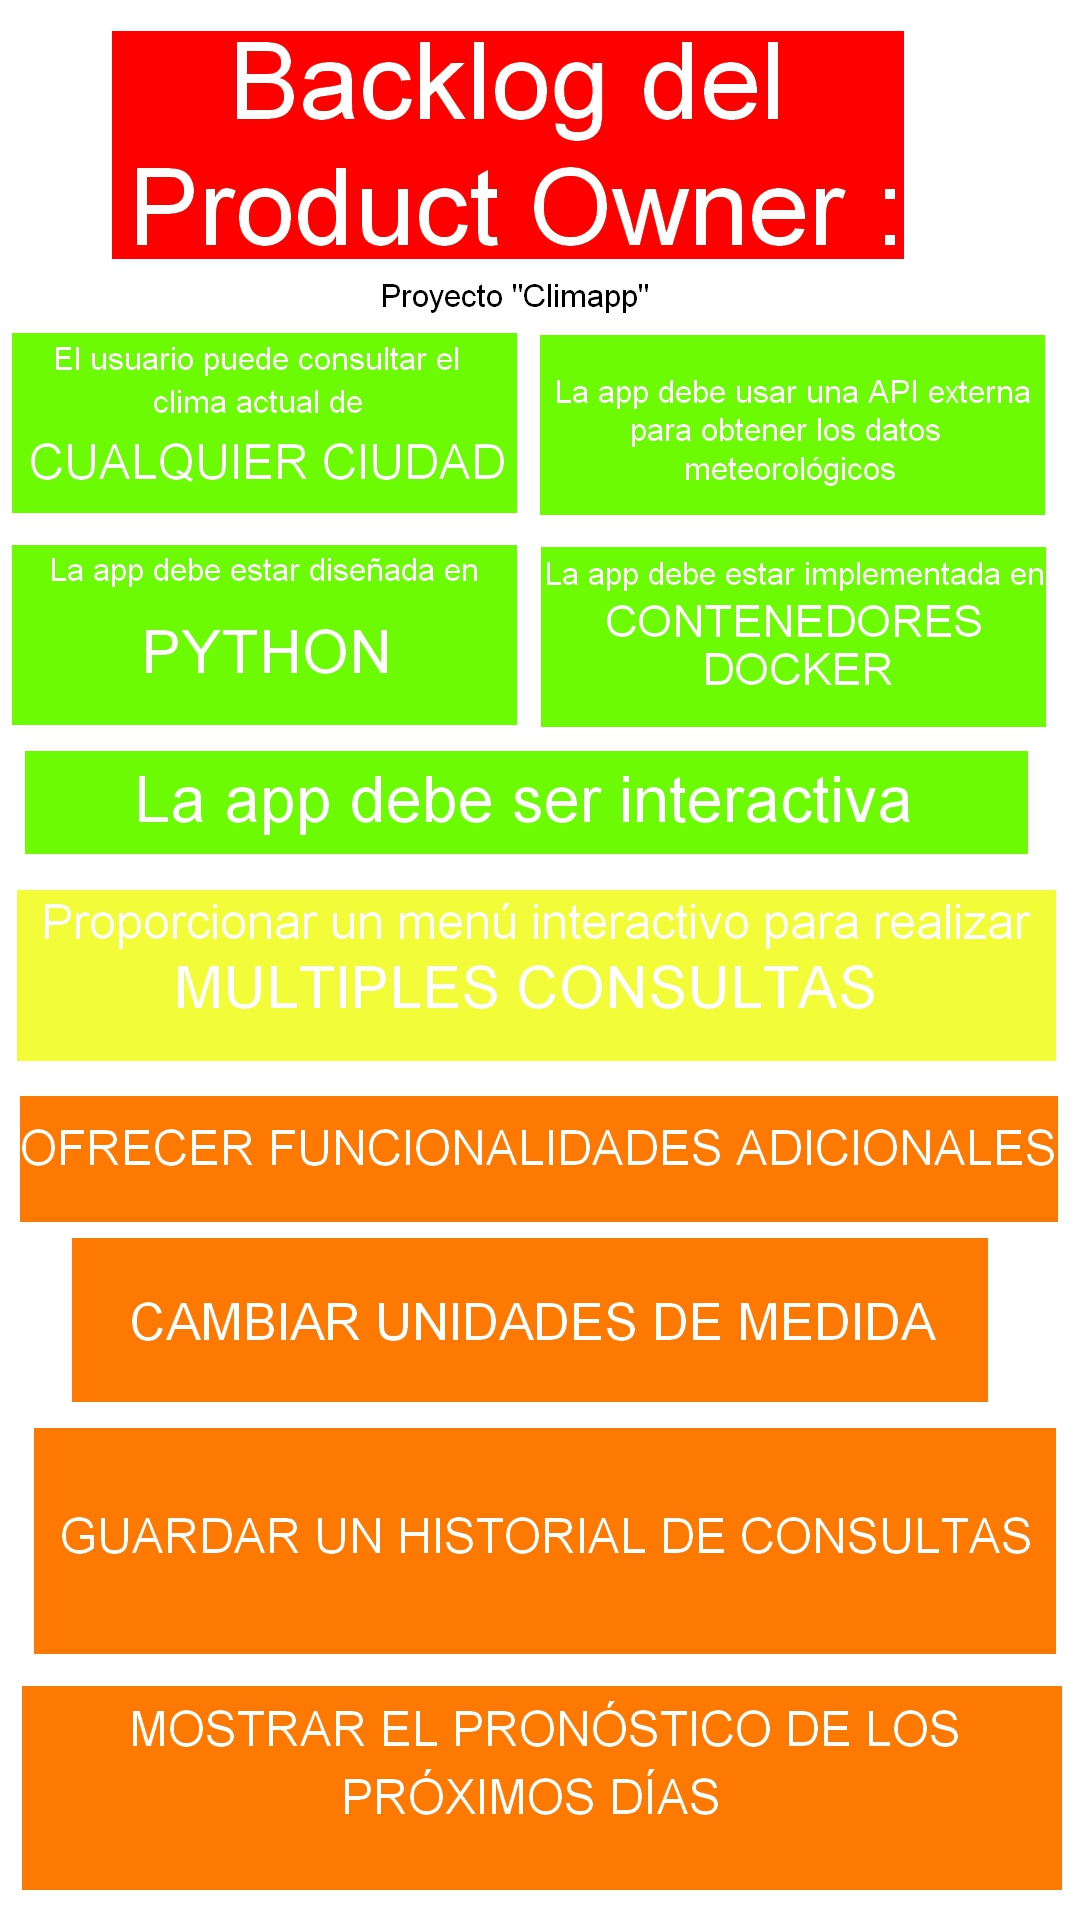 Backlog del
Product Owner :
Proyecto "Climapp"
El usuario puede consultar el
clima actual de
CUALQUIER CIUDAD
La app debe usar una API externa
para obtener los datos
meteorológicos
La app debe estar diseñada en
PYTHON
La app debe estar implementada en
CONTENEDORES
DOCKER
La app debe ser interactiva
Proporcionar un menú interactivo para realizar
MULTIPLES CONSULTAS
OFRECER FUNCIONALIDADES ADICIONALES
CAMBIAR UNIDADES DE MEDIDA
GUARDAR UN HISTORIAL DE CONSULTAS
MOSTRAR EL PRONÓSTICO DE LOS
PRÓXIMOS DÍAS